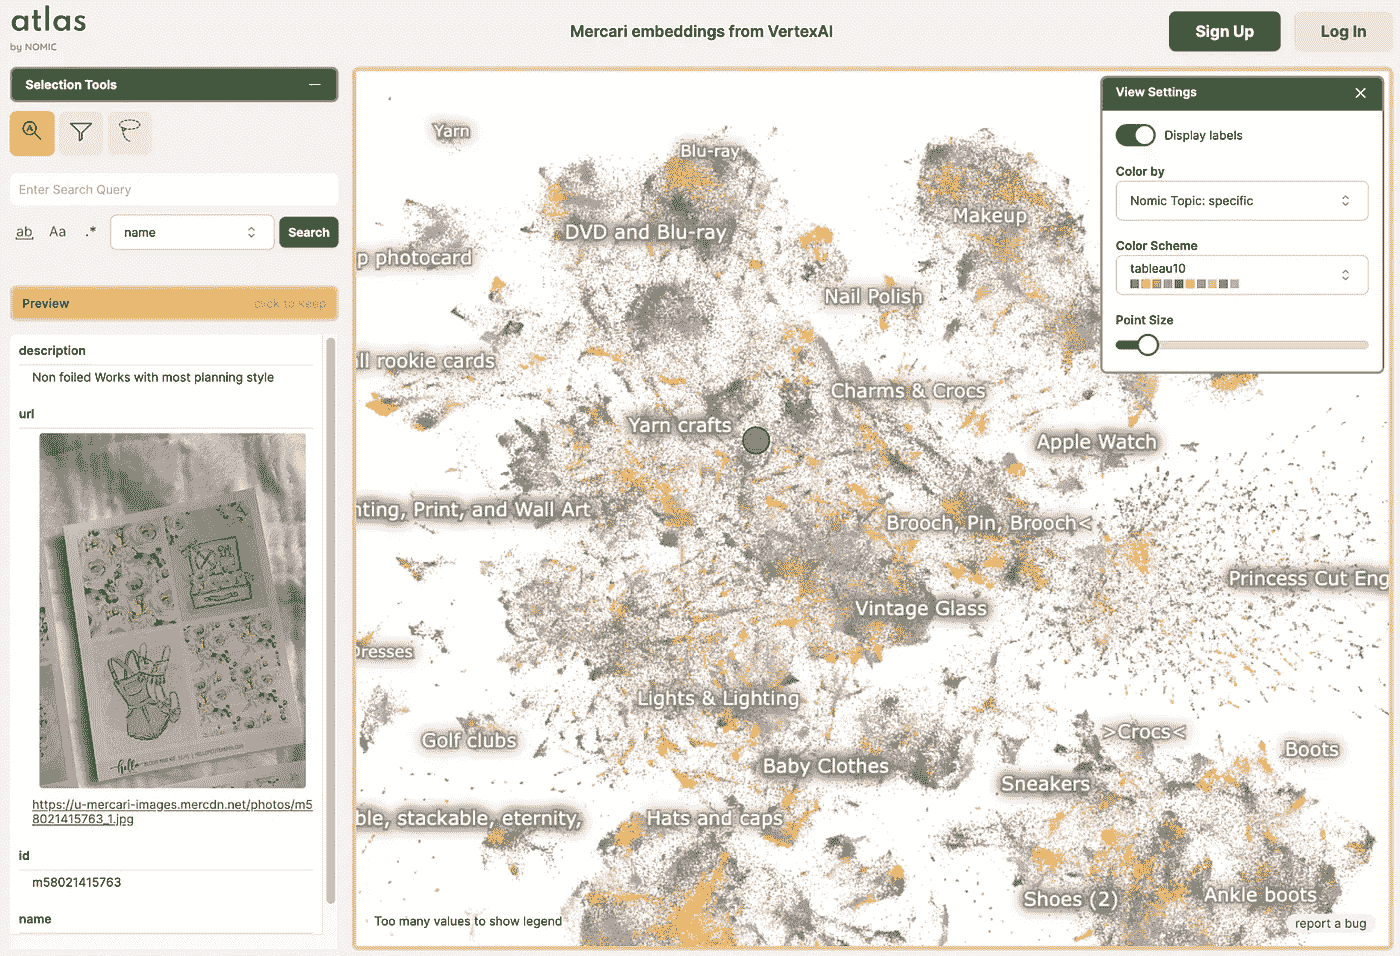 atlas
by NOMIC
Mercari embeddings from VertexAI
Sign Up
Log In
Selection Tools
Enter Search Query
ab Aa .* name Search
Preview click to keep
description
Non foiled Works with most planning style
url
hello
https://u-mercari-images.mercdn.net/photos/m5
8021415763_1.jpg
id
m58021415763
name
Yarn
Blu-ray
DVD and Blu-ray
Makeup
p photocard
Nail Polish
ll rookie cards
Charms & Crocs
Yarn crafts
Apple Watch
nting, Print, and Wall Art
Brooch, Pin, Brooch<
Princess Cut Eng
Vintage Glass
Dresses
Lights & Lighting
Golf clubs
>Crocs<
Boots
Baby Clothes
Sneakers
ble, stackable, eternity,
Hats and caps
Shoes (2)
Ankle boots
Too many values to show legend
report a bug
View Settings
Display labels
Color by
Nomic Topic: specific
Color Scheme
tableau10
Point Size